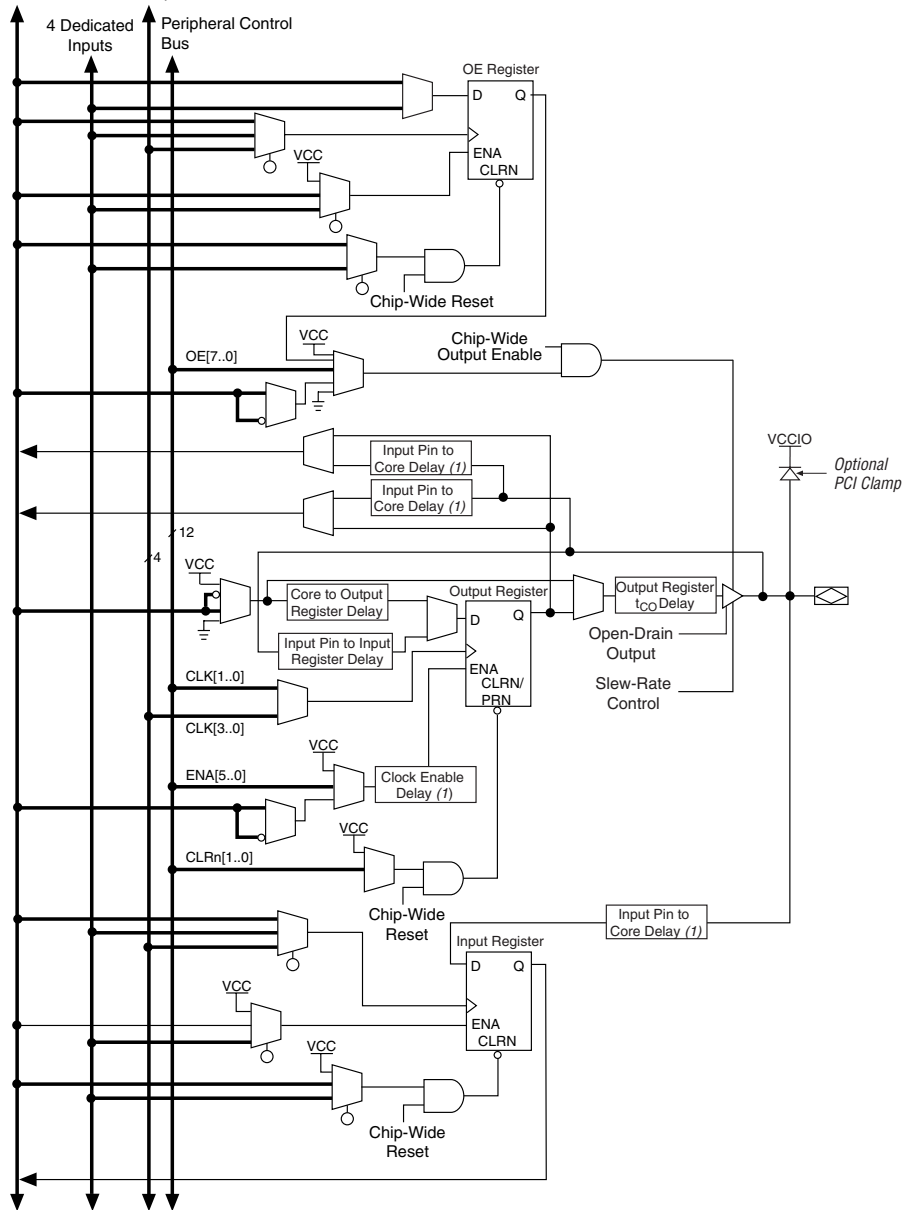 4 Dedicated
Inputs
Peripheral Control
Bus
OE Register
D Q
ENA
CLRN
VCC
Chip-Wide Reset
VCC
OE[7..0]
Chip-Wide
Output Enable
Input Pin to
Core Delay (1)
Input Pin to
Core Delay (1)
VCCIO
Optional
PCI Clamp
12
4
VCC
Core to Output
Register Delay
Input Pin to Input
Register Delay
Output Register
D Q
ENA
CLRN/
PRN
Output Register
tCO Delay
Open-Drain
Output
Slew-Rate
Control
CLK[1..0]
CLK[3..0]
VCC
ENA[5..0]
Clock Enable
Delay (1)
VCC
CLRn[1..0]
Chip-Wide
Reset
Input Pin to
Core Delay (1)
Input Register
D Q
ENA
CLRN
VCC
VCC
Chip-Wide
Reset